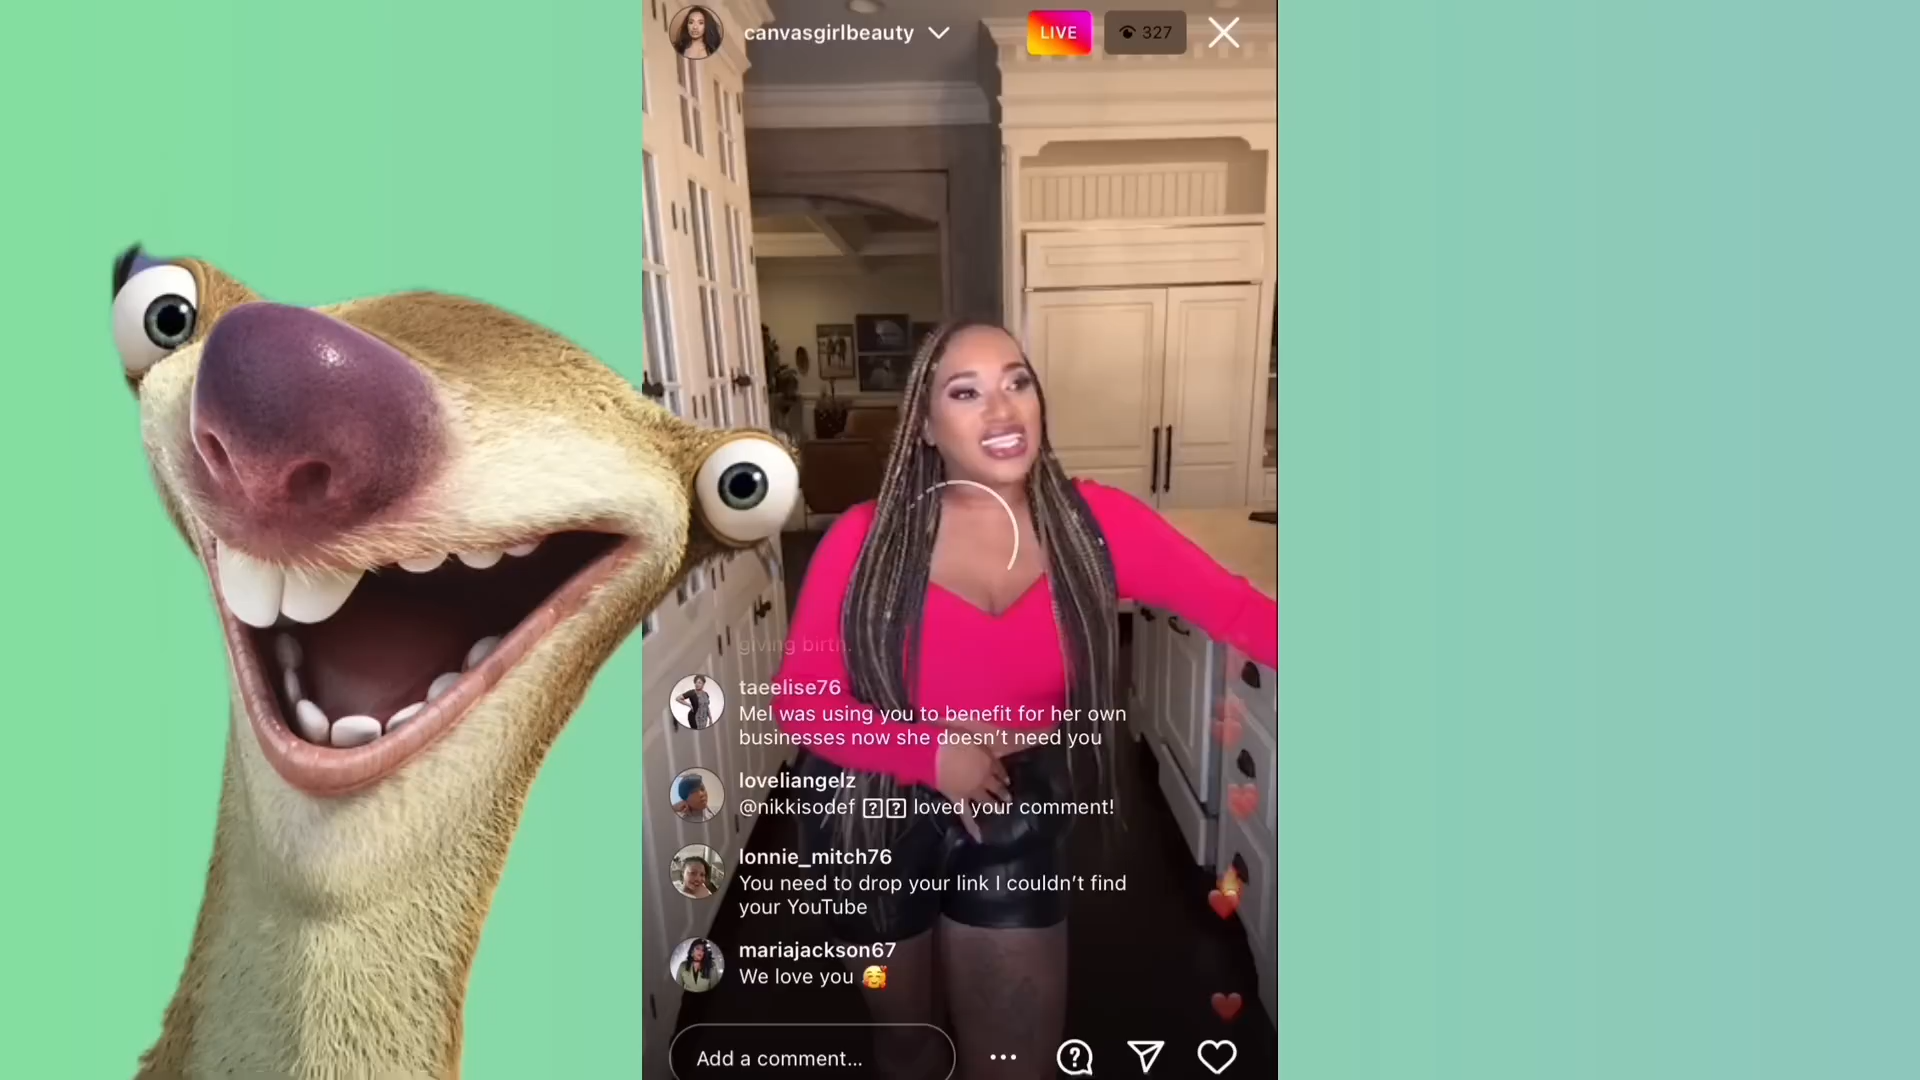 canvasgirlbeauty
LIVE
327
giving birth.
taeelise76
Mel was using you to benefit for her own
businesses now she doesn’t need you
loveliangelz
@nikkisodef loved your comment!
lonnie_mitch76
You need to drop your link I couldn’t find
your YouTube
mariajackson67
We love you 🥰
Add a comment...